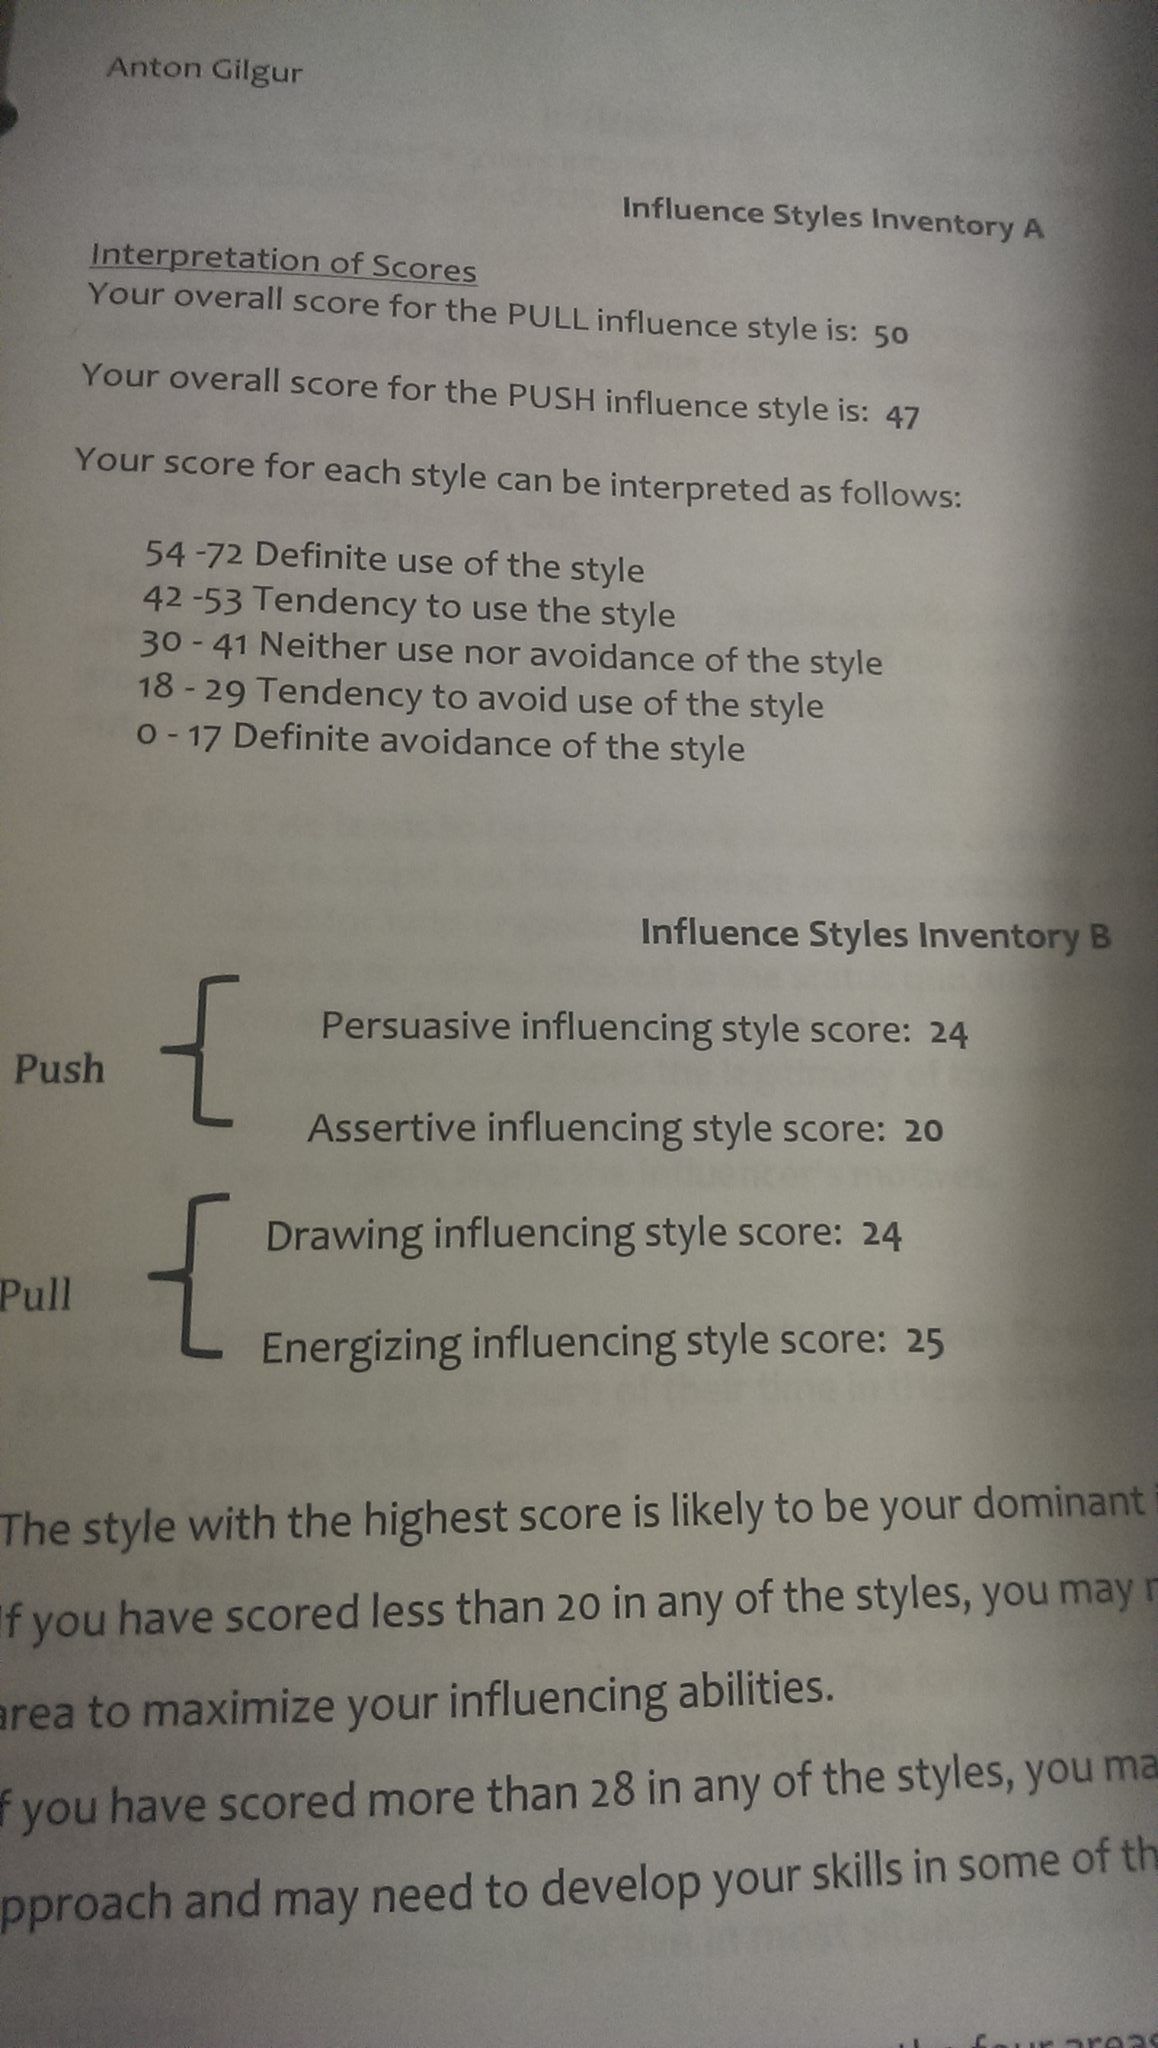 Anton Gilgur
Influence Styles Inventory A
Interpretation of Scores
Your overall score for the PULL influence style is: 50
Your overall score for the PUSH influence style is: 47
Your score for each style can be interpreted as follows:
54 -72 Definite use of the style
42 -53 Tendency to use the style
30 - 41 Neither use nor avoidance of the style
18 - 29 Tendency to avoid use of the style
0 - 17 Definite avoidance of the style
Influence Styles Inventory B
Push
Persuasive influencing style score: 24
Assertive influencing style score: 20
Pull
Drawing influencing style score: 24
Energizing influencing style score: 25
The style with the highest score is likely to be your dominant
If you have scored less than 20 in any of the styles, you may
area to maximize your influencing abilities.
f you have scored more than 28 in any of the styles, you ma
pproach and may need to develop your skills in some of th
four areas